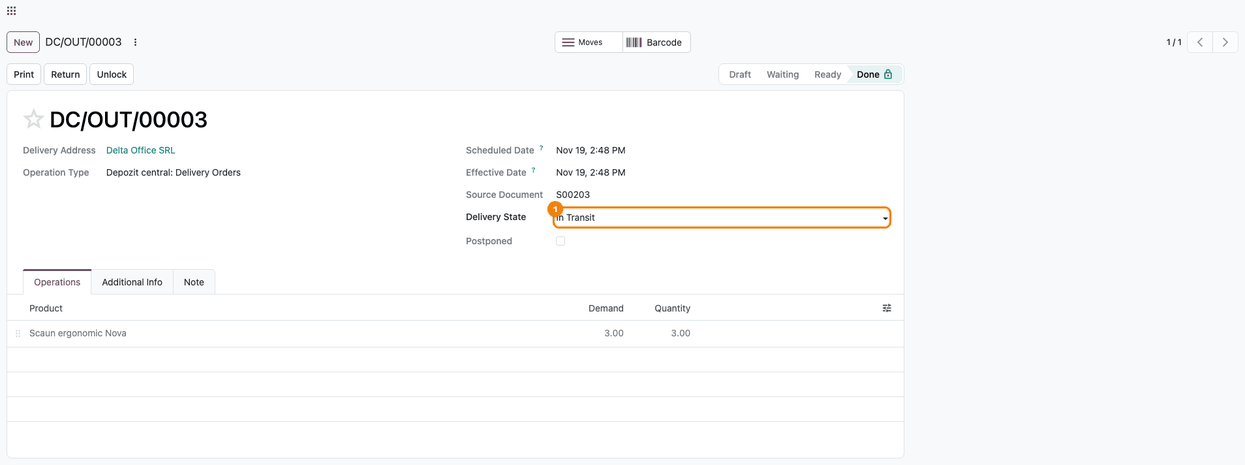 New DC/OUT/00003 Moves Barcode 1 / 1
Print Return Unlock Draft Waiting Ready Done
DC/OUT/00003
Delivery Address Delta Office SRL
Operation Type Depozit central: Delivery Orders
Scheduled Date ? Nov 19, 2:48 PM
Effective Date ? Nov 19, 2:48 PM
Source Document S00203
1
Delivery State In Transit
Postponed
Operations Additional Info Note
Product Demand Quantity
Scaun ergonomic Nova 3.00 3.00